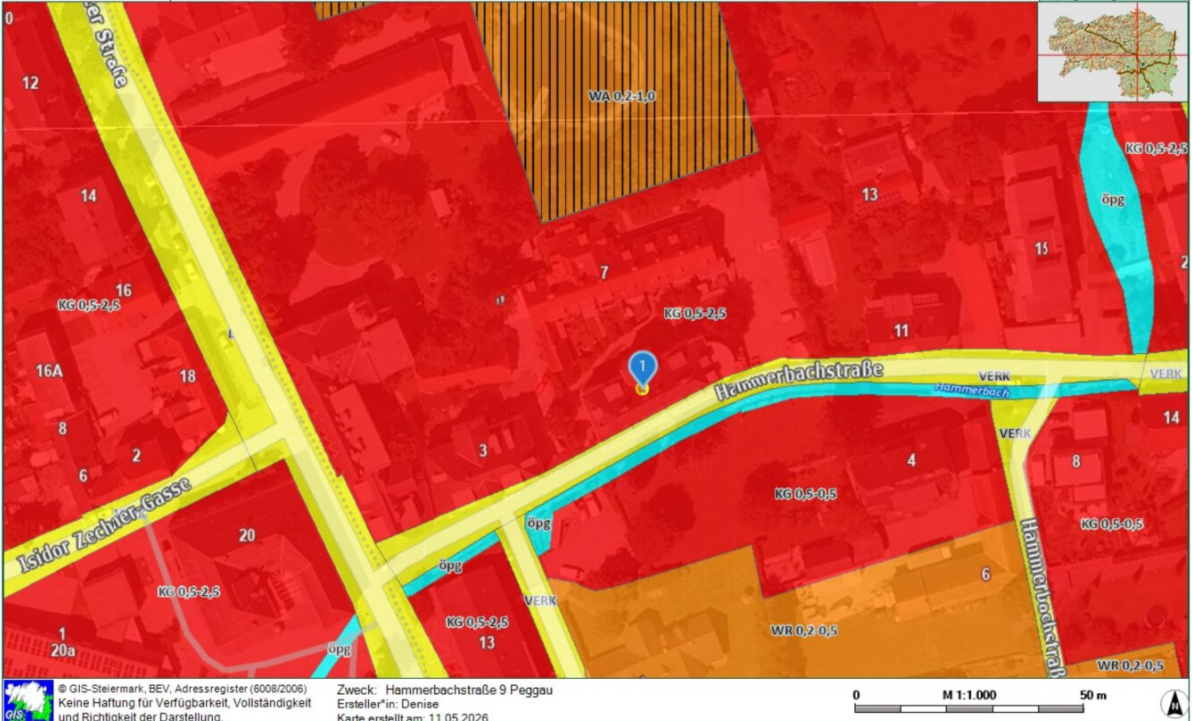 0
er Straße
12
WA 0,2-1,0
KG 0,5-2,5
14
13
öpg
15
2
7
16
KG 0,5-2,5
KG 0,5-2,5
11
L
16A
18
1
Hammerbachstraße
VERK
VERK
Hammerbach
14
8
2
3
VERK
6
4
8
Isidor Zechner-Gasse
KG 0,5-0,5
20
öpg
KG 0,5-0,5
öpg
6
Hammerbachstraß
KG 0,5-2,5
VERK
KG 0,5-2,5
WR 0,2-0,5
1
13
20a
öpg
WR 0,2-0,5
GIS
© GIS-Steiermark, BEV, Adressregister (6008/2006)
Keine Haftung für Verfügbarkeit, Vollständigkeit
und Richtigkeit der Darstellung.
Zweck: Hammerbachstraße 9 Peggau
Ersteller*in: Denise
Karte erstellt am: 11.05.2026
0 M 1:1.000 50 m